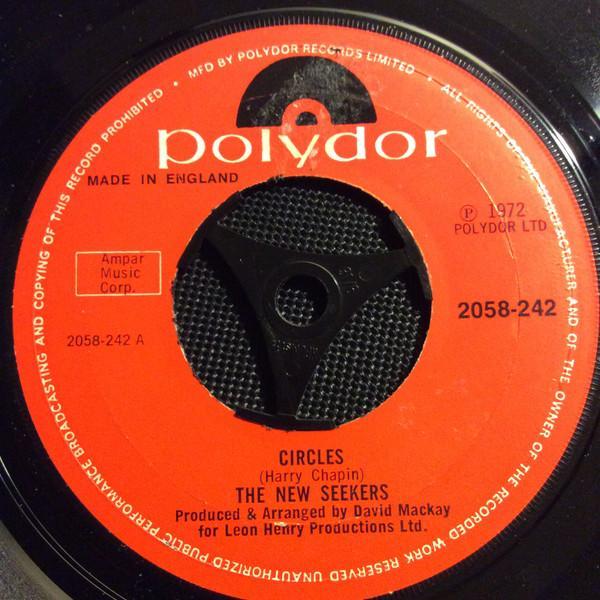 MFD BY POLYDOR RECORDS LIMITED • ALL RIGHTS OF THE MANUFACTURER AND OF THE OWNER OF THE RECORDED WORK RESERVED UNAUTHORIZED PUBLIC PERFORMANCE BROADCASTING AND COPYING OF THIS RECORD PROHIBITED •
polydor
MADE IN ENGLAND
Ⓟ 1972
POLYDOR LTD
Ampar
Music
Corp.
2058-242
2058-242 A
CIRCLES
(Harry Chapin)
THE NEW SEEKERS
Produced & Arranged by David Mackay
for Leon Henry Productions Ltd.